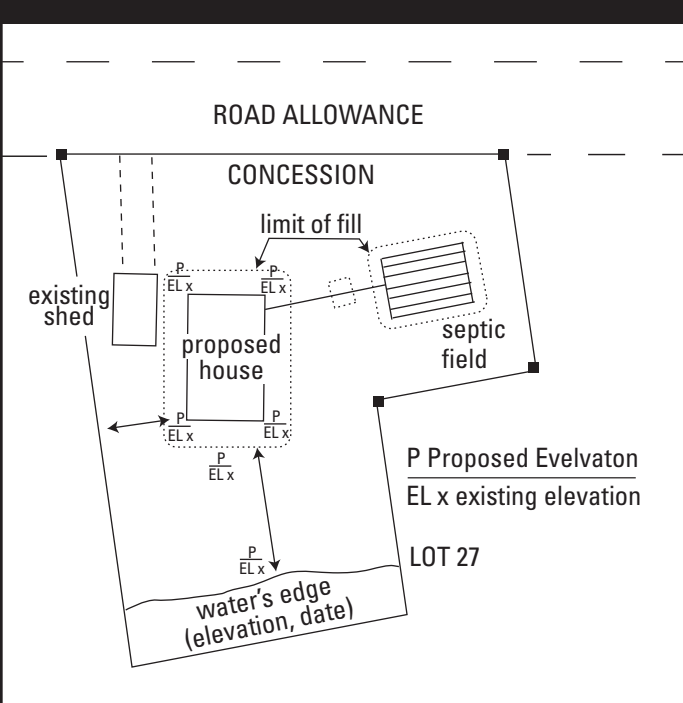 ROAD ALLOWANCE
CONCESSION
limit of fill
P
EL x
P
EL x
existing
shed
proposed
house
septic
field
P
EL x
P
EL x
P
EL x
P Proposed Evelvaton
EL x existing elevation
P
EL x
LOT 27
water's edge
(elevation, date)